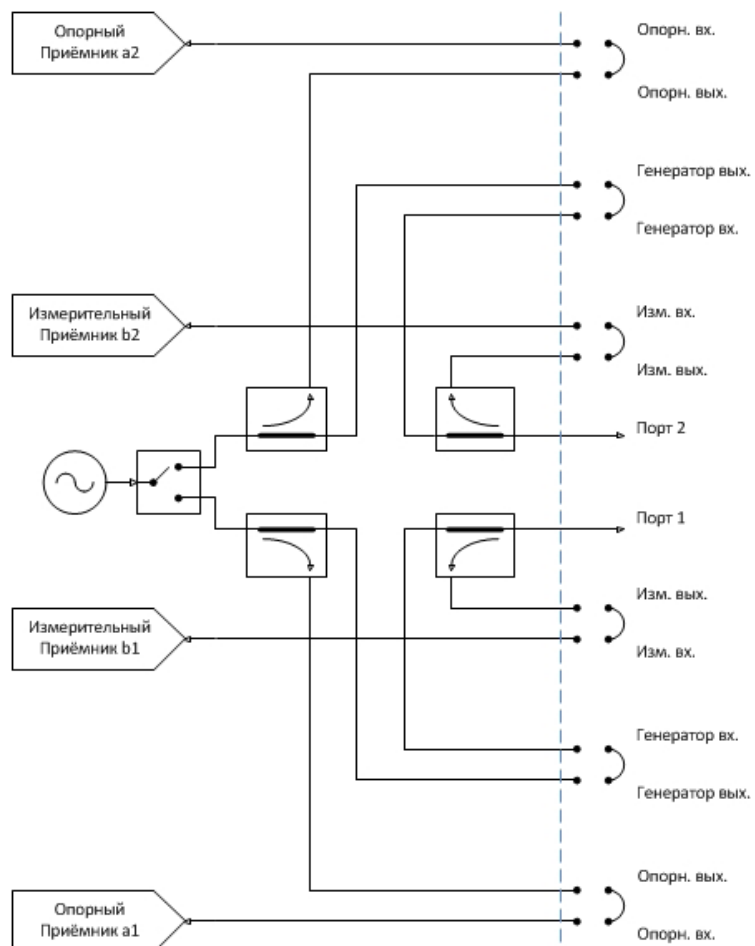 Опорный
Приёмник a2
Опорн. вх.
Опорн. вых.
Генератор вых.
Генератор вх.
Измерительный
Приёмник b2
Изм. вх.
Изм. вых.
Порт 2
Порт 1
Изм. вых.
Измерительный
Приёмник b1
Изм. вх.
Генератор вх.
Генератор вых.
Опорн. вых.
Опорный
Приёмник a1
Опорн. вх.